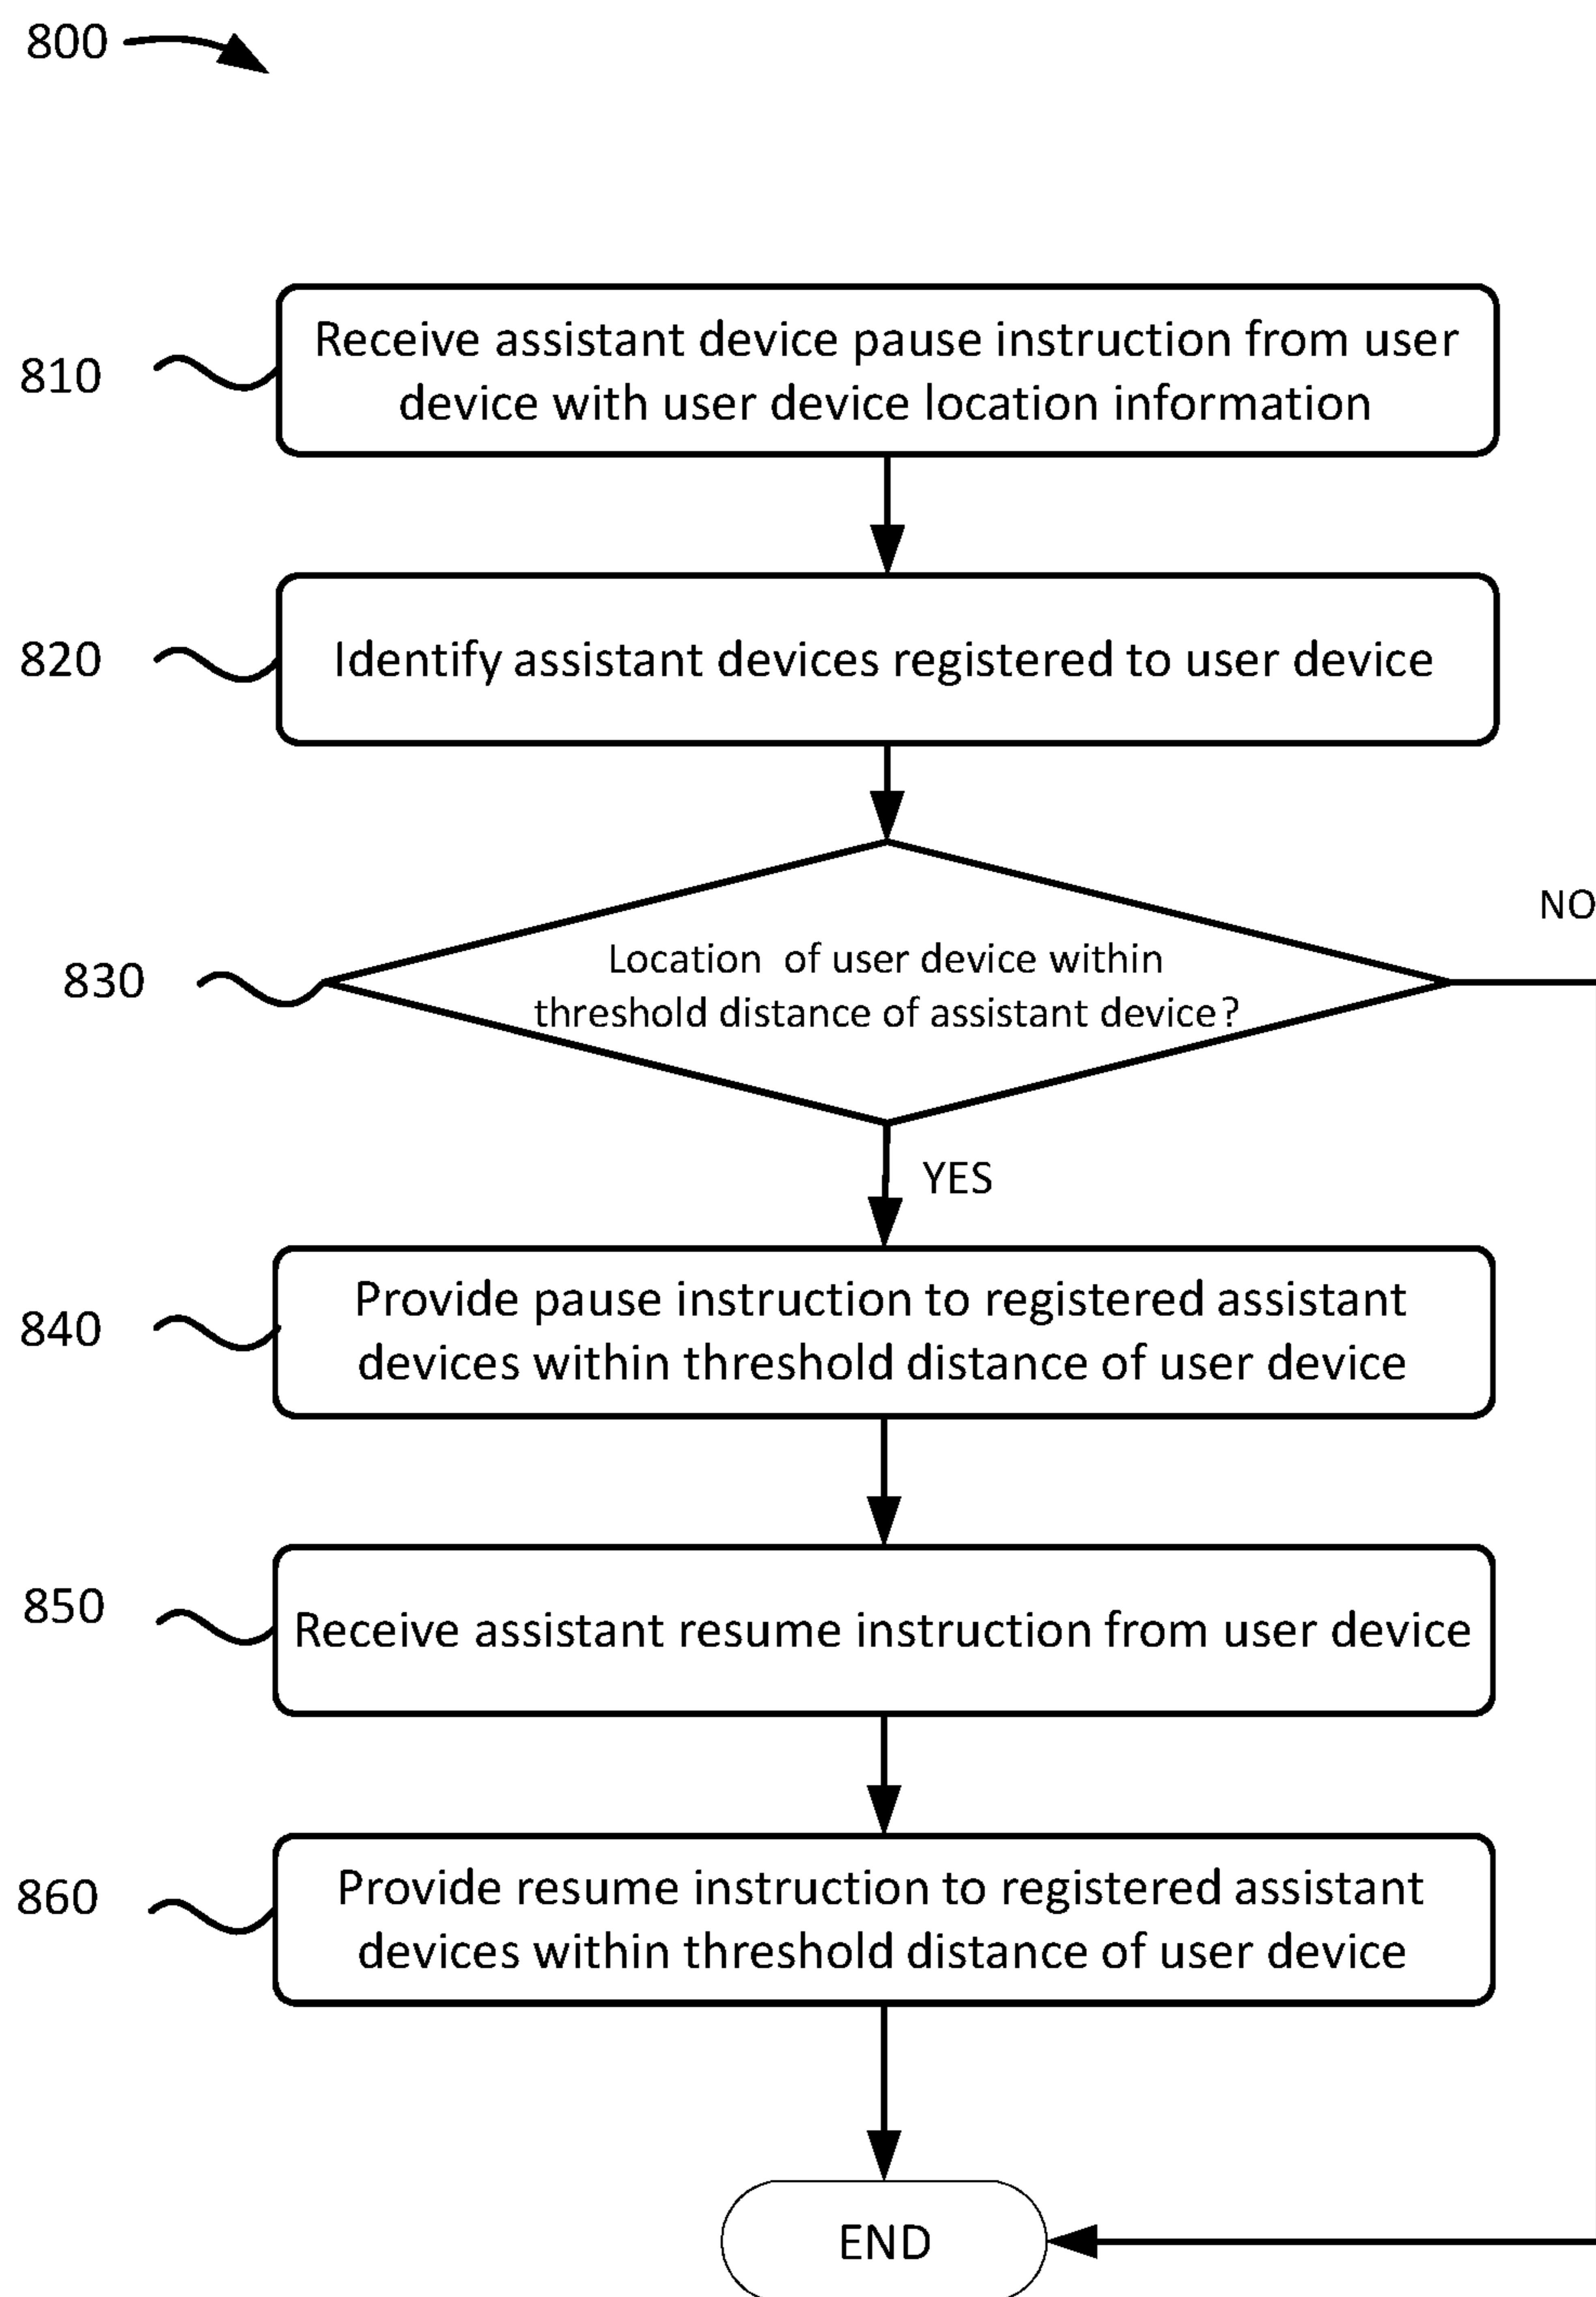 800
810
Receive assistant device pause instruction from user
device with user device location information
820
Identify assistant devices registered to user device
830
Location of user device within
threshold distance of assistant device?
NO
YES
840
Provide pause instruction to registered assistant
devices within threshold distance of user device
850
Receive assistant resume instruction from user device
860
Provide resume instruction to registered assistant
devices within threshold distance of user device
END